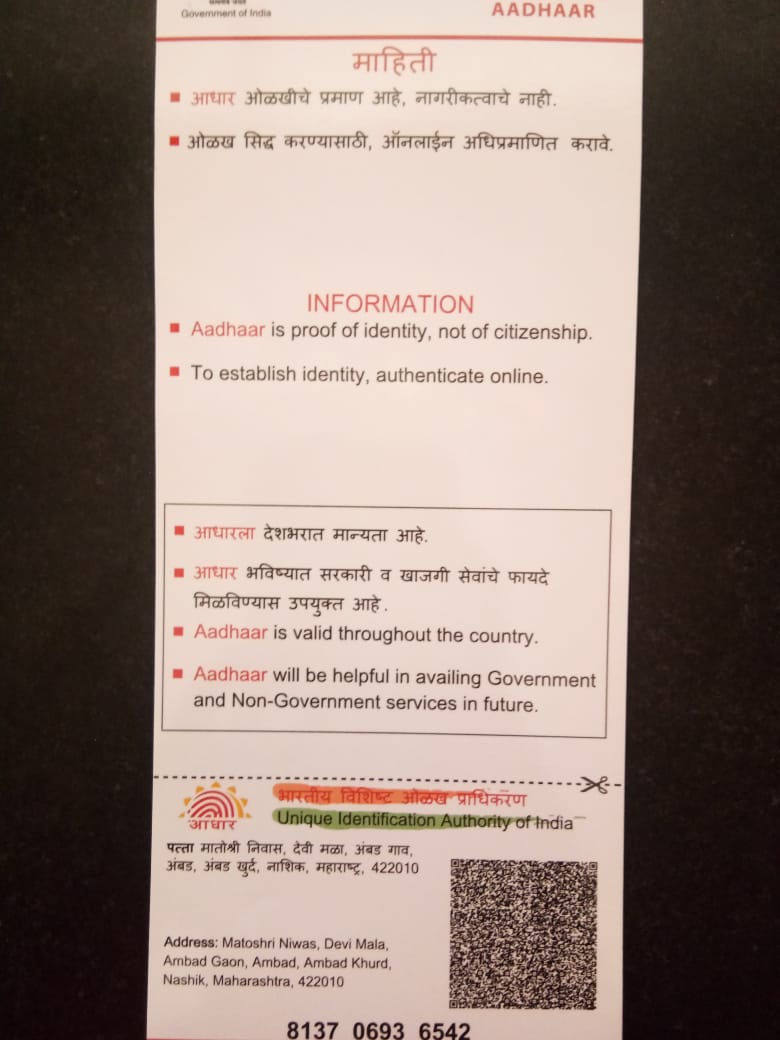 Government of India
AADHAAR
माहिती
आधार ओळखीचे प्रमाण आहे, नागरीकत्वाचे नाही.
ओळख सिद्ध करण्यासाठी, ऑनलाईन अधिप्रमाणित करावे.
INFORMATION
Aadhaar is proof of identity, not of citizenship.
To establish identity, authenticate online.
आधारला देशभरात मान्यता आहे.
आधार भविष्यात सरकारी व खाजगी सेवांचे फायदे
मिळविण्यास उपयुक्त आहे.
Aadhaar is valid throughout the country.
Aadhaar will be helpful in availing Government
and Non-Government services in future.
भारतीय विशिष्ट ओळख प्राधिकरण
Unique Identification Authority of India
आधार
पत्ता मातोश्री निवास, देवी मळा, अंबड गाव,
अंबड, अंबड खुर्द, नाशिक, महाराष्ट्र, 422010
Address: Matoshri Niwas, Devi Mala,
Ambad Gaon, Ambad, Ambad Khurd,
Nashik, Maharashtra, 422010
8137 0693 6542